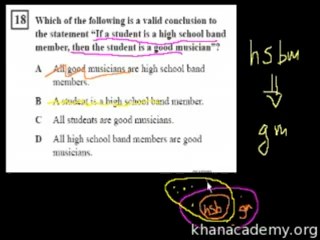 18 Which of the following is a valid conclusion to
the statement “If a student is a high school band
member, then the student is a good musician”?
A All good musicians are high school band
members.
B A student is a high school band member.
C All students are good musicians.
D All high school band members are good
musicians.
hsbm
gm
hsb
gm
khanacademy.org